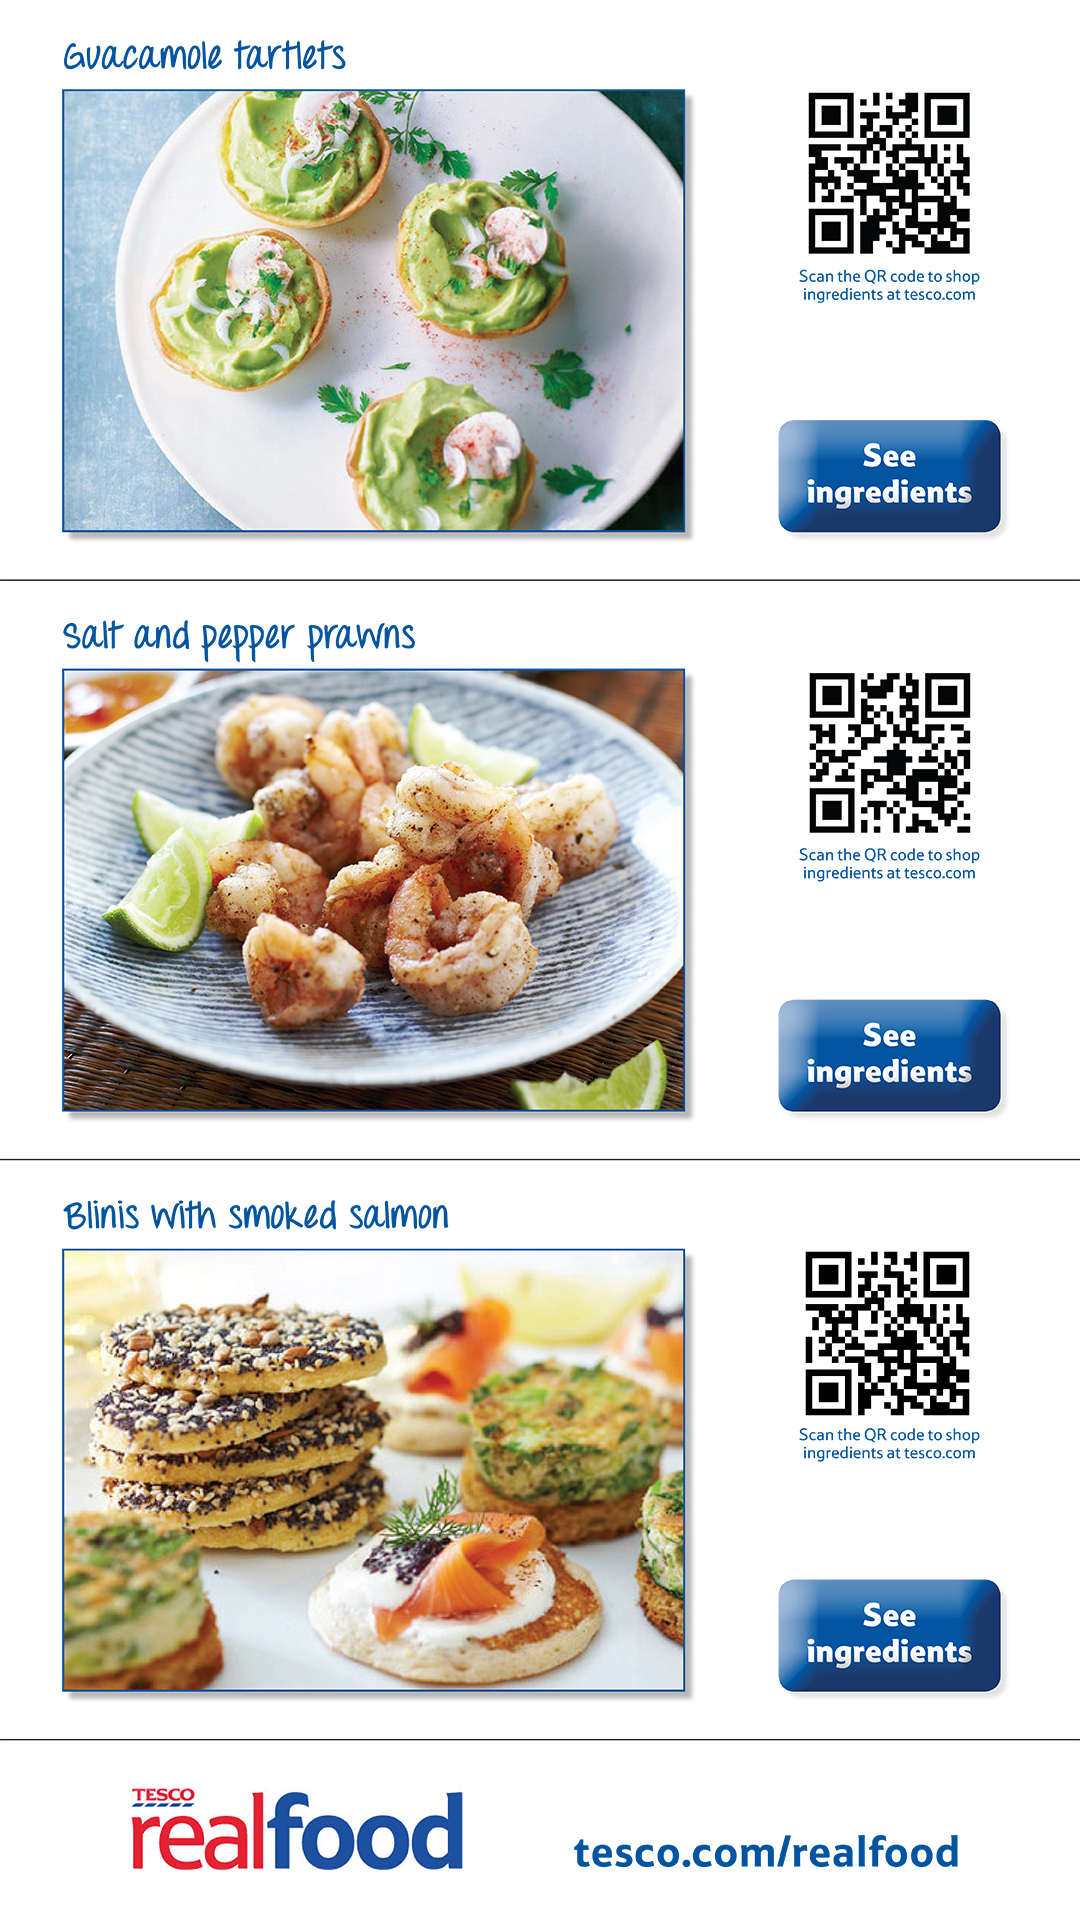 Guacamole tartlets
Scan the QR code to shop
ingredients at tesco.com
See
ingredients
Salt and pepper prawns
Scan the QR code to shop
ingredients at tesco.com
See
ingredients
Blinis with smoked salmon
Scan the QR code to shop
ingredients at tesco.com
See
ingredients
TESCO
realfood
tesco.com/realfood